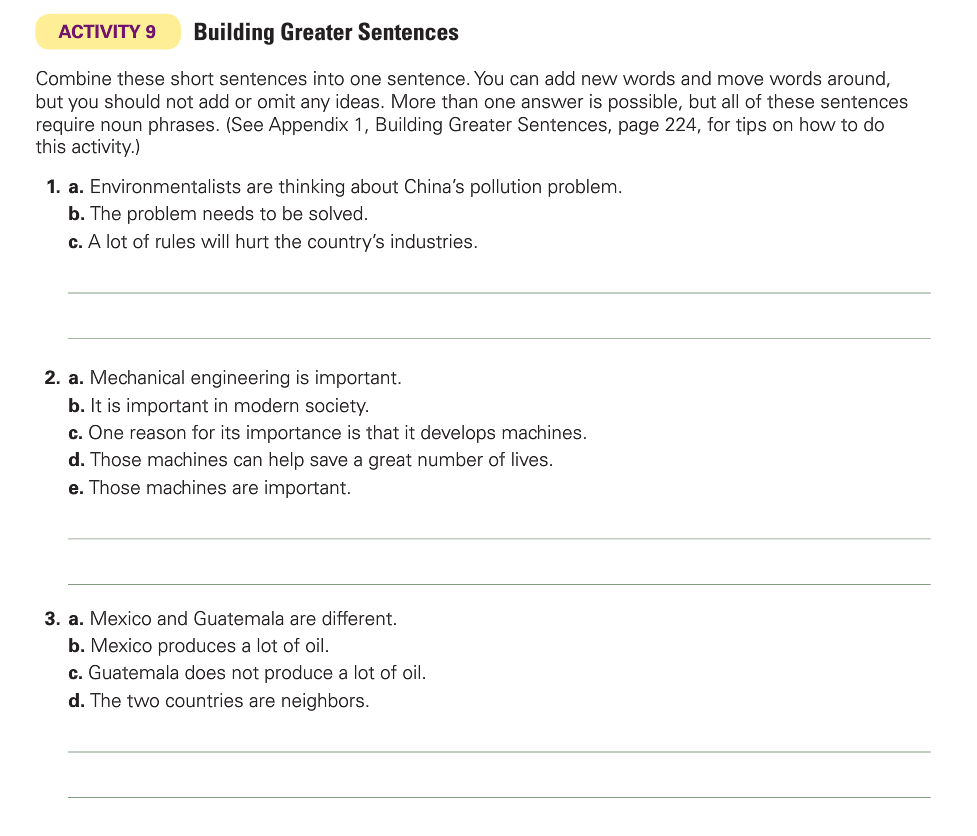 ACTIVITY 9 Building Greater Sentences
Combine these short sentences into one sentence. You can add new words and move words around,
but you should not add or omit any ideas. More than one answer is possible, but all of these sentences
require noun phrases. (See Appendix 1, Building Greater Sentences, page 224, for tips on how to do
this activity.)
1. a. Environmentalists are thinking about China's pollution problem.
b. The problem needs to be solved.
c. A lot of rules will hurt the country's industries.
2. a. Mechanical engineering is important.
b. It is important in modern society.
c. One reason for its importance is that it develops machines.
d. Those machines can help save a great number of lives.
e. Those machines are important.
3. a. Mexico and Guatemala are different.
b. Mexico produces a lot of oil.
c. Guatemala does not produce a lot of oil.
d. The two countries are neighbors.